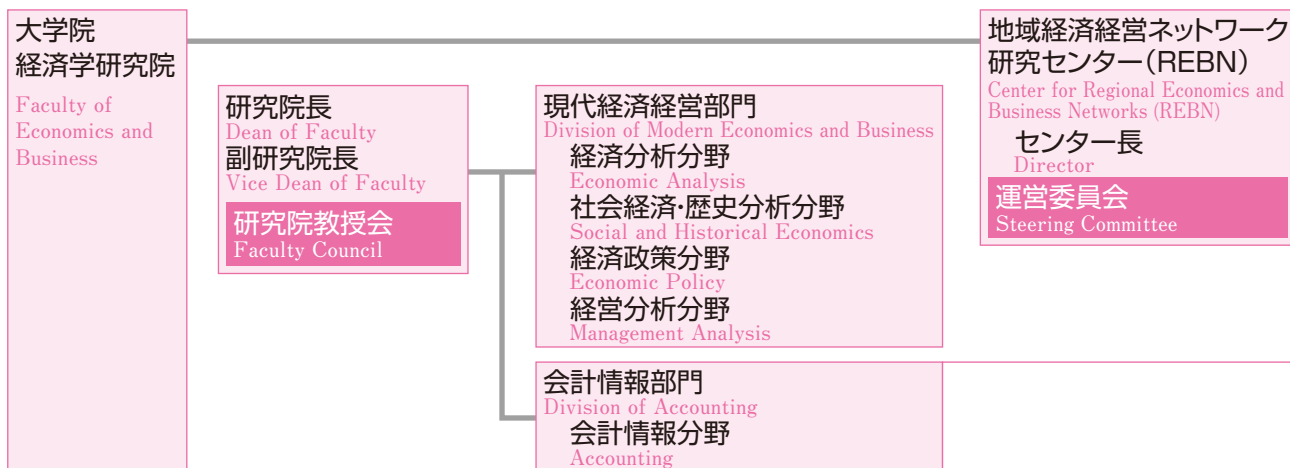 大学院
経済学研究院
Faculty of
Economics and
Business
研究院長
Dean of Faculty
副研究院長
Vice Dean of Faculty
研究院教授会
Faculty Council
現代経済経営部門
Division of Modern Economics and Business
経済分析分野
Economic Analysis
社会経済・歴史分析分野
Social and Historical Economics
経済政策分野
Economic Policy
経営分析分野
Management Analysis
会計情報部門
Division of Accounting
会計情報分野
Accounting
地域経済経営ネットワーク
研究センター（REBN）
Center for Regional Economics and
Business Networks (REBN)
センター長
Director
運営委員会
Steering Committee